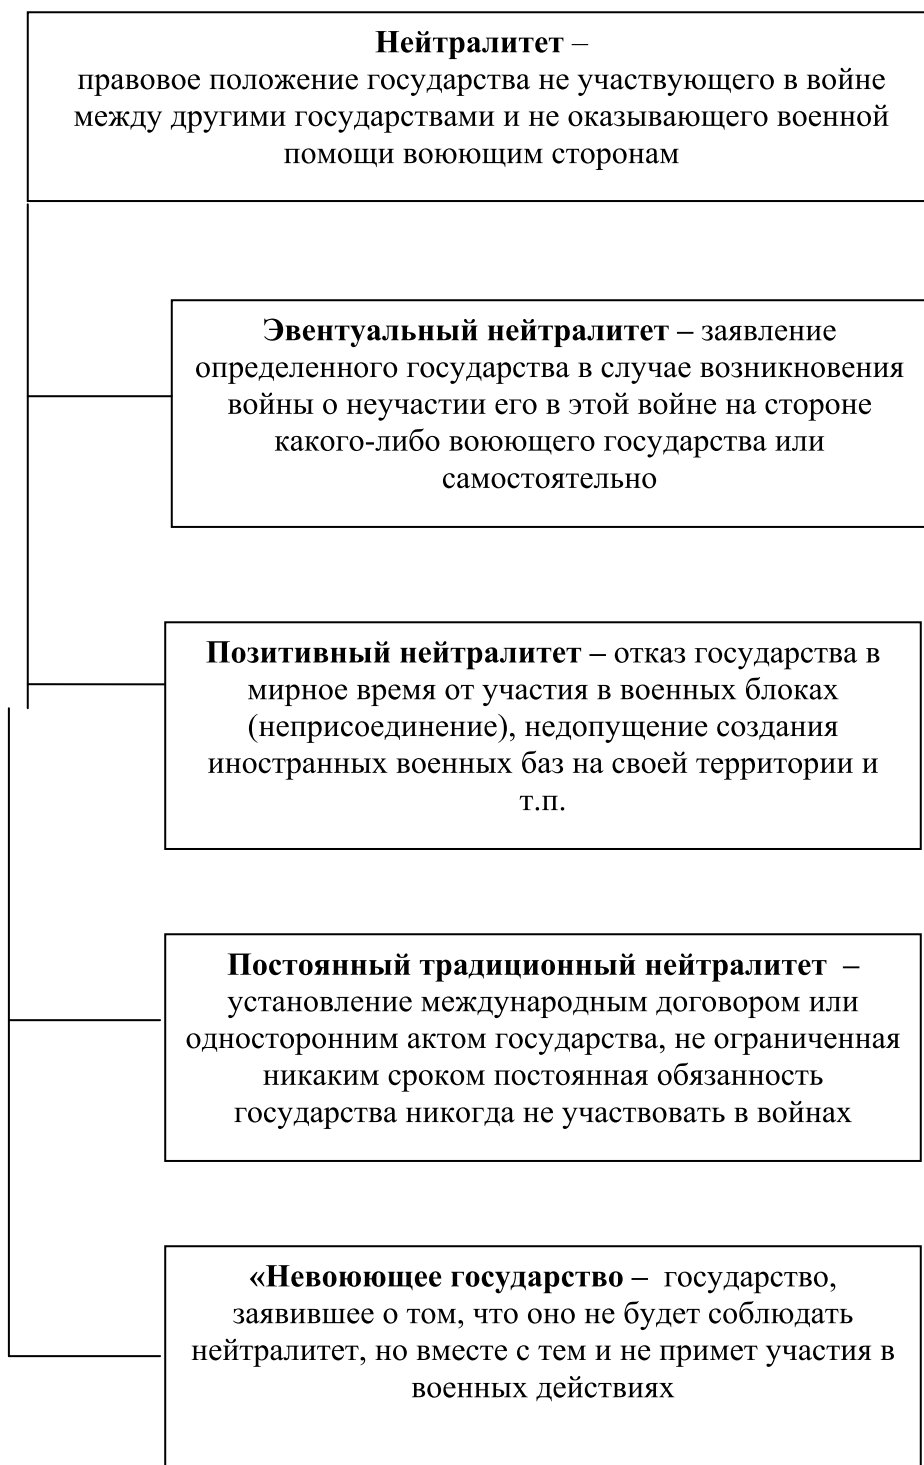 Нейтралитет –
правовое положение государства не участвующего в войне
между другими государствами и не оказывающего военной
помощи воюющим сторонам
Эвентуальный нейтралитет – заявление
определенного государства в случае возникновения
войны о неучастии его в этой войне на стороне
какого-либо воюющего государства или
самостоятельно
Позитивный нейтралитет – отказ государства в
мирное время от участия в военных блоках
(неприсоединение), недопущение создания
иностранных военных баз на своей территории и
т.п.
Постоянный традиционный нейтралитет –
установление международным договором или
односторонним актом государства, не ограниченная
никаким сроком постоянная обязанность
государства никогда не участвовать в войнах
«Невоюющее государство – государство,
заявившее о том, что оно не будет соблюдать
нейтралитет, но вместе с тем и не примет участия в
военных действиях